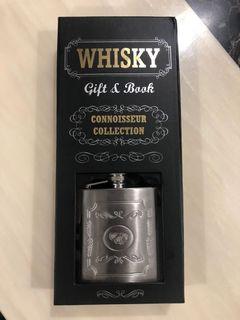 WHISKY
Gift & Book
CONNOISSEUR
COLLECTION